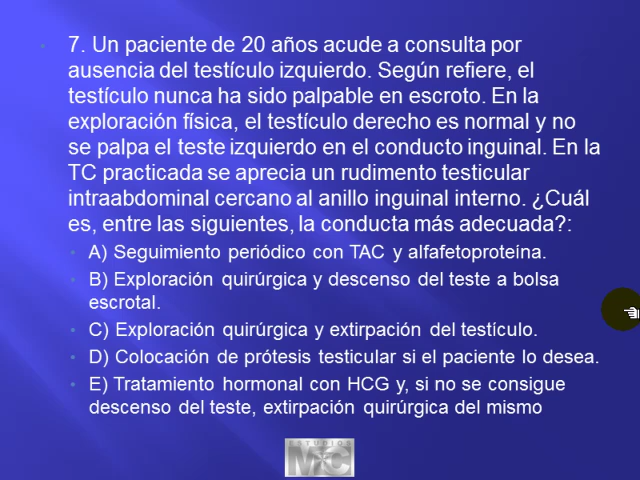 7. Un paciente de 20 años acude a consulta por
ausencia del testículo izquierdo. Según refiere, el
testículo nunca ha sido palpable en escroto. En la
exploración física, el testículo derecho es normal y no
se palpa el teste izquierdo en el conducto inguinal. En la
TC practicada se aprecia un rudimento testicular
intraabdominal cercano al anillo inguinal interno. ¿Cuál
es, entre las siguientes, la conducta más adecuada?:
A) Seguimiento periódico con TAC y alfafetoproteína.
B) Exploración quirúrgica y descenso del teste a bolsa
escrotal.
C) Exploración quirúrgica y extirpación del testículo.
D) Colocación de prótesis testicular si el paciente lo desea.
E) Tratamiento hormonal con HCG y, si no se consigue
descenso del teste, extirpación quirúrgica del mismo
ESTUDIOS
MC